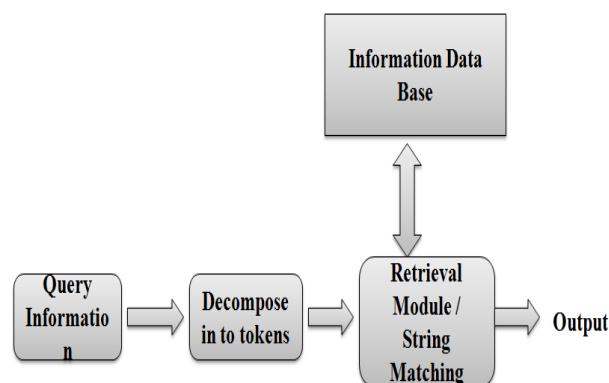 Information Data
Base
Query
Informatio
n
Decompose
in to tokens
Retrieval
Module /
String
Matching
Output